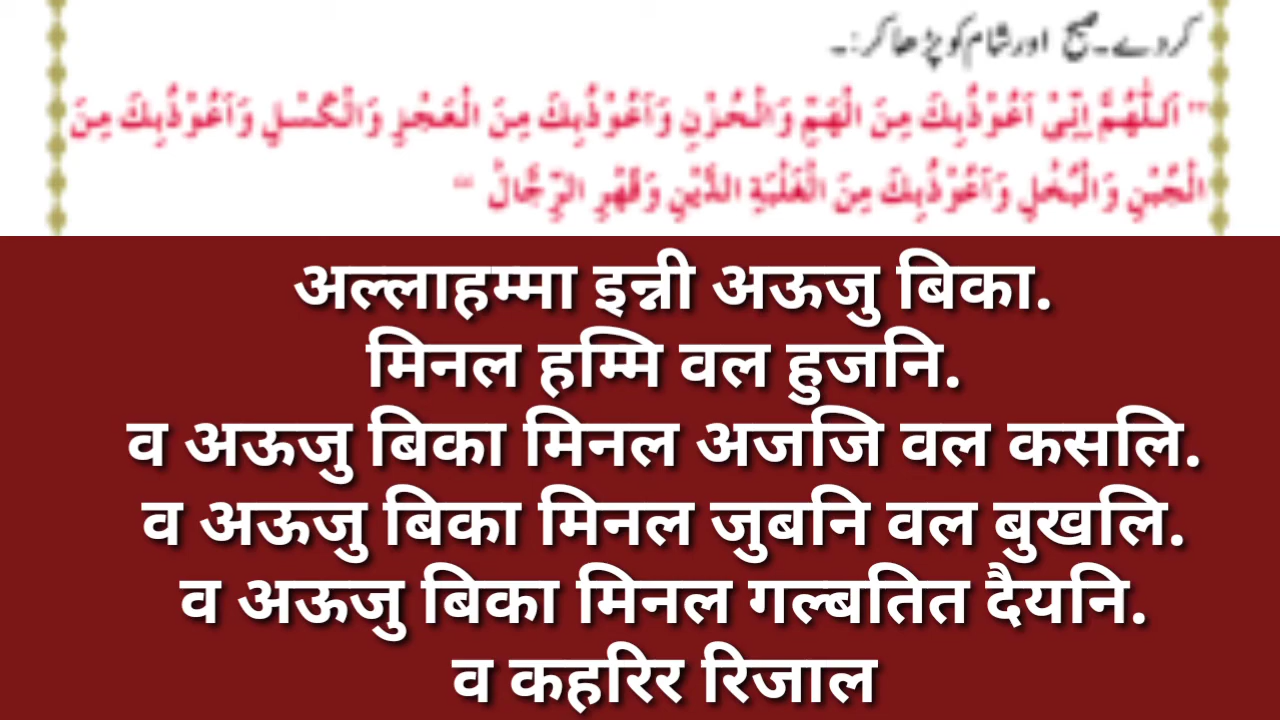 کردے۔ صبح اور شام کو پڑھا کر:۔
"اَللّٰهُمَّ اِنِّیْ اَعُوْذُبِكَ مِنَ الْهَمِّ وَالْحُزْنِ وَاَعُوْذُبِكَ مِنَ الْعَجْزِ وَالْكَسْلِ وَاَعُوْذُبِكَ مِنَ
الْجُبْنِ وَالْبُخْلِ وَاَعُوْذُبِكَ مِنَ الْغَلْبَةِ الدَّیْنِ وَقَهْرِ الرِّجَالْ "
अल्लाहम्मा इन्नी अऊजु बिका.
मिनल हम्मि वल हुजनि.
व अऊजु बिका मिनल अजजि वल कसलि.
व अऊजु बिका मिनल जुबनि वल बुखलि.
व अऊजु बिका मिनल गल्बतित दैयनि.
व कहरिर रिजाल